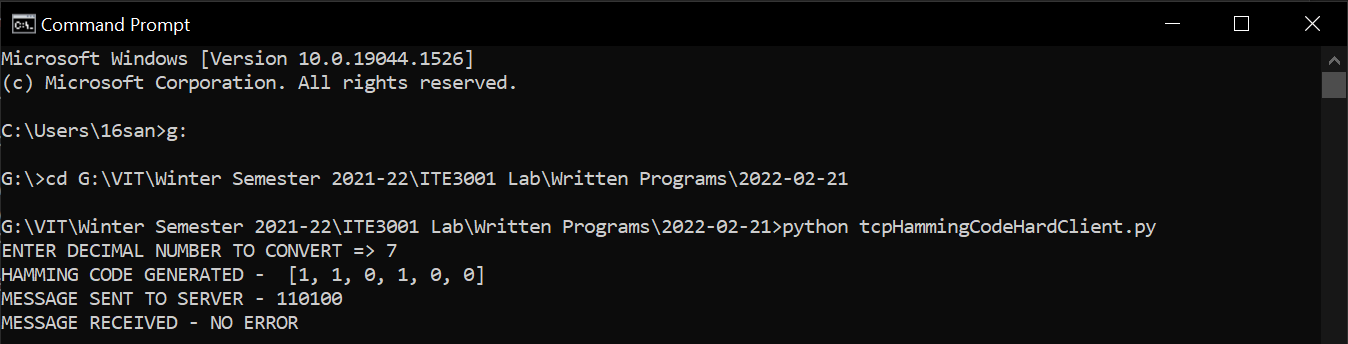 Command Prompt
Microsoft Windows [Version 10.0.19044.1526]
(c) Microsoft Corporation. All rights reserved.
C:\Users\16san>g:
G:\>cd G:\VIT\Winter Semester 2021-22\ITE3001 Lab\Written Programs\2022-02-21
G:\VIT\Winter Semester 2021-22\ITE3001 Lab\Written Programs\2022-02-21>python tcpHammingCodeHardClient.py
ENTER DECIMAL NUMBER TO CONVERT => 7
HAMMING CODE GENERATED -  [1, 1, 0, 1, 0, 0]
MESSAGE SENT TO SERVER - 110100
MESSAGE RECEIVED - NO ERROR